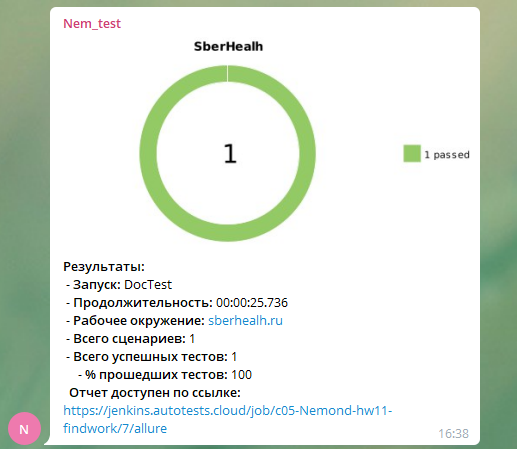 Nem_test
SberHealh
1
1 passed
Результаты:
- Запуск: DocTest
- Продолжительность: 00:00:25.736
- Рабочее окружение: sberhealh.ru
- Всего сценариев: 1
- Всего успешных тестов: 1
- % прошедших тестов: 100
Отчет доступен по ссылке:
https://jenkins.autotests.cloud/job/c05-Nemond-hw11-
findwork/7/allure
N
16:38